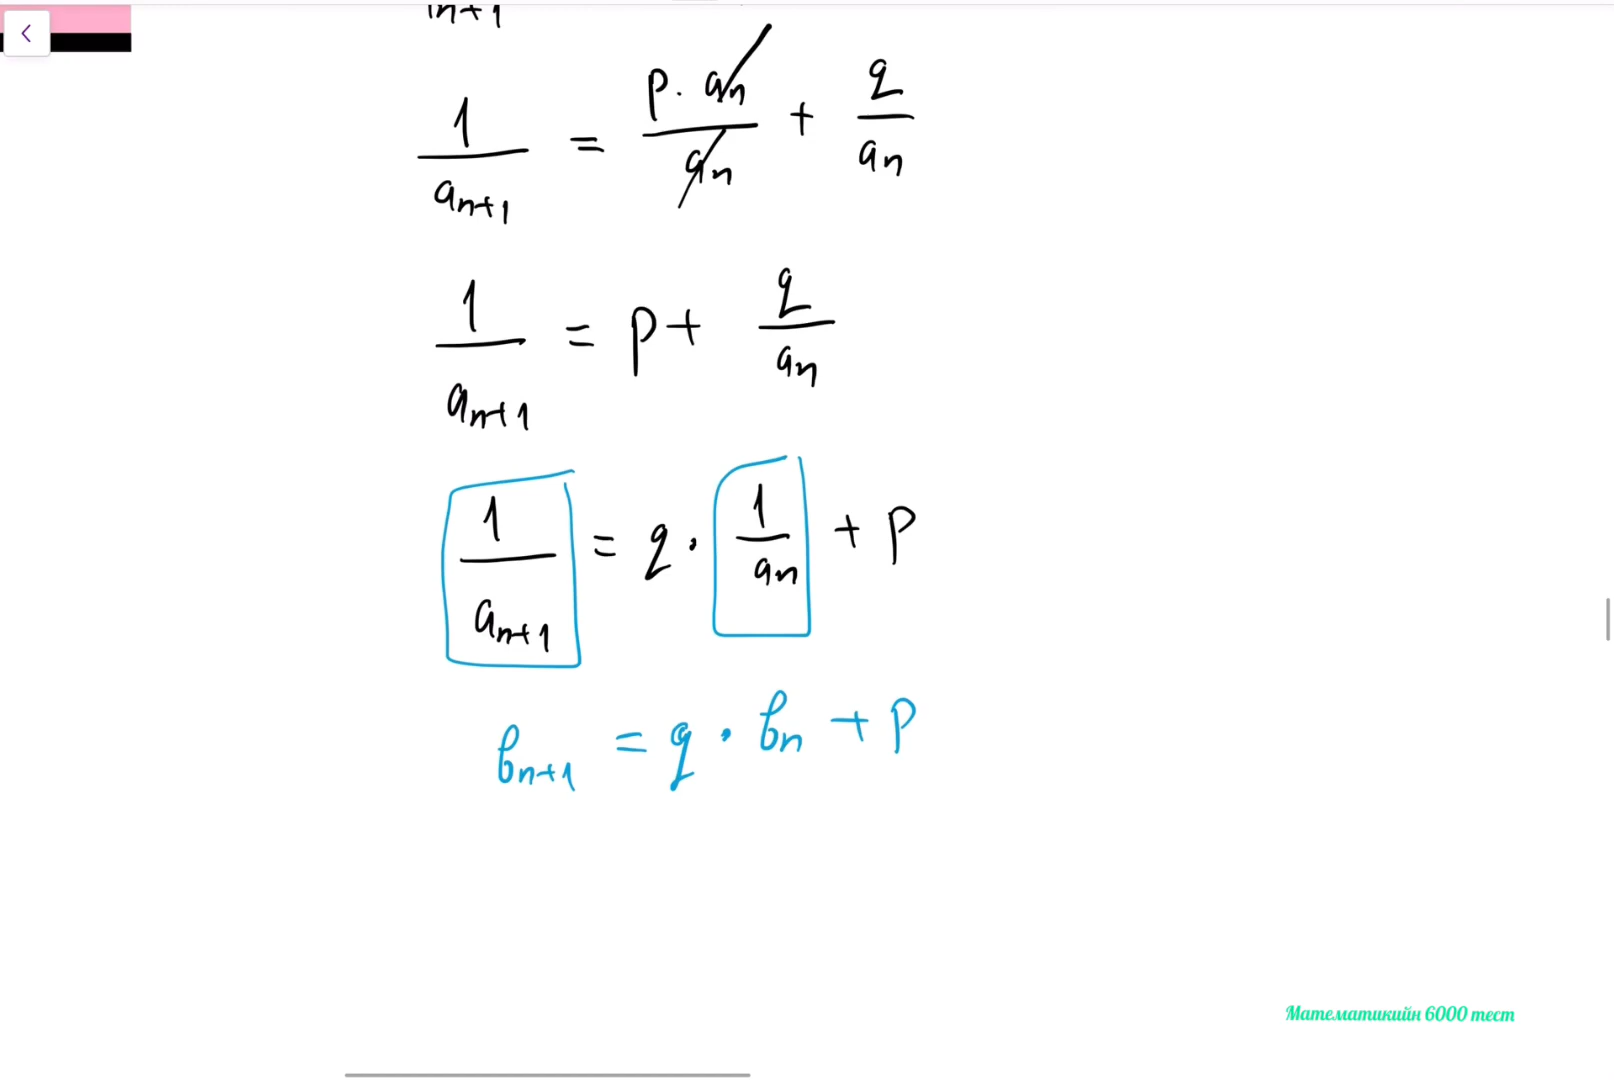 n+1
1/a_{n+1} = p·a_n/a_n + q/a_n
1/a_{n+1} = p + q/a_n
1/a_{n+1} = q · 1/a_n + p
b_{n+1} = q · b_n + p
Математикийн 6000 тест